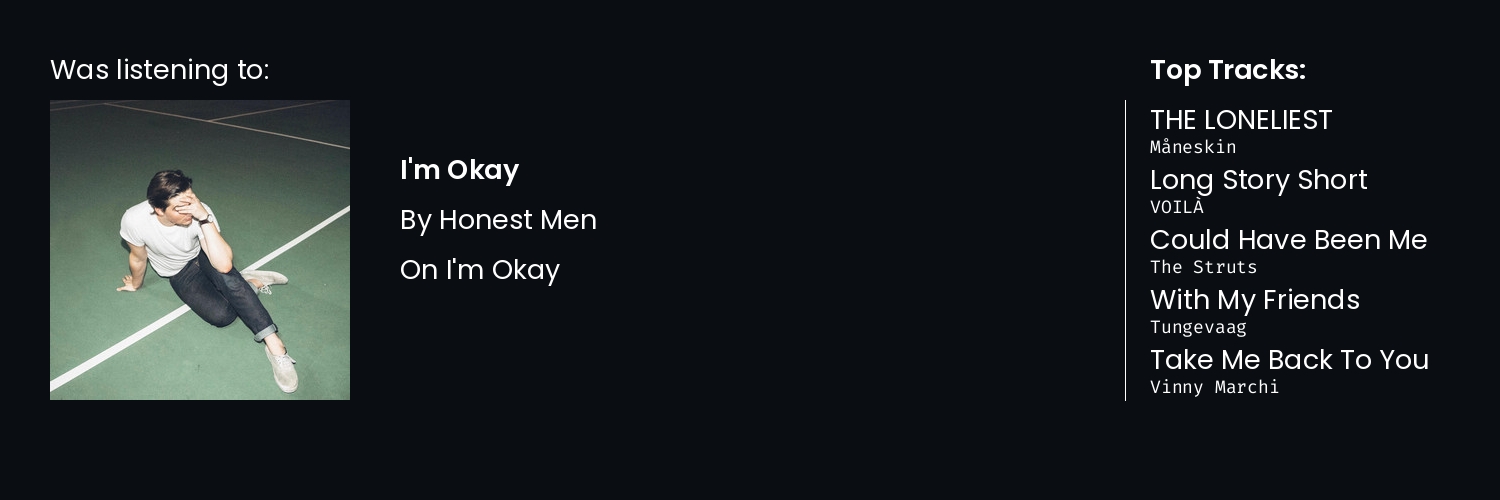 Was listening to:
I'm Okay
By Honest Men
On I'm Okay
Top Tracks:
THE LONELIEST
Måneskin
Long Story Short
VOILÀ
Could Have Been Me
The Struts
With My Friends
Tungevaag
Take Me Back To You
Vinny Marchi